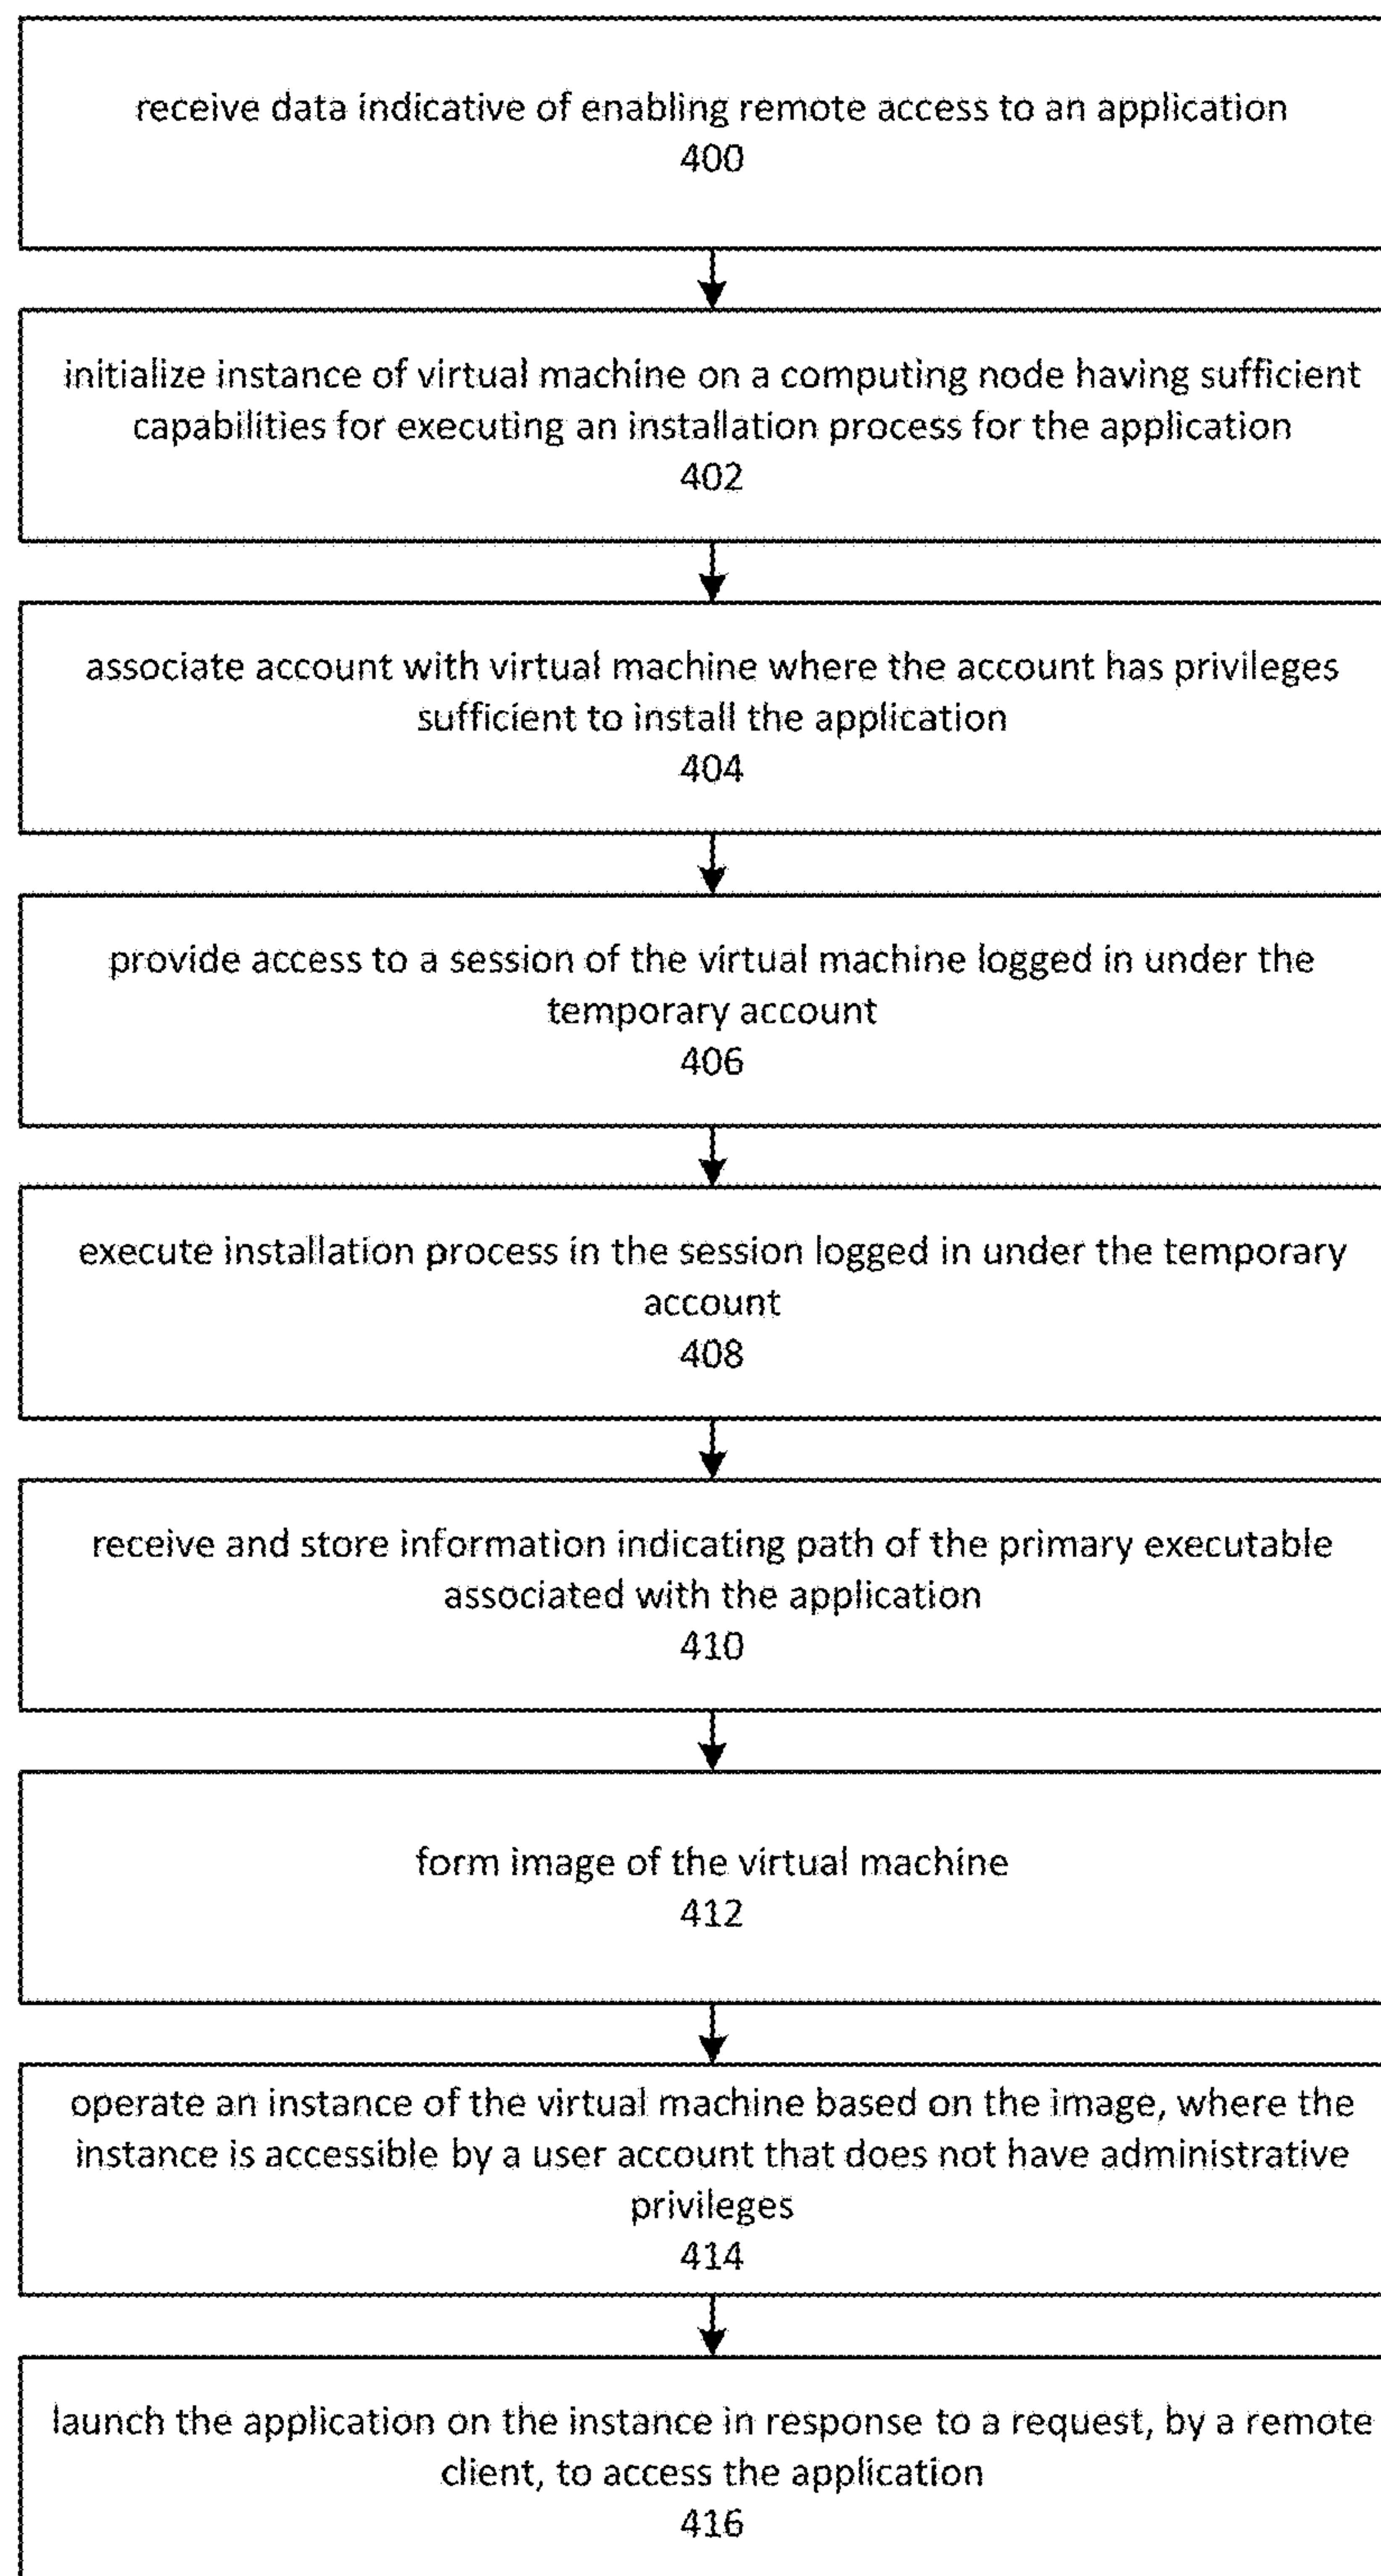 receive data indicative of enabling remote access to an application
400
initialize instance of virtual machine on a computing node having sufficient
capabilities for executing an installation process for the application
402
associate account with virtual machine where the account has privileges
sufficient to install the application
404
provide access to a session of the virtual machine logged in under the
temporary account
406
execute installation process in the session logged in under the temporary
account
408
receive and store information indicating path of the primary executable
associated with the application
410
form image of the virtual machine
412
operate an instance of the virtual machine based on the image, where the
instance is accessible by a user account that does not have administrative
privileges
414
launch the application on the instance in response to a request, by a remote
client, to access the application
416